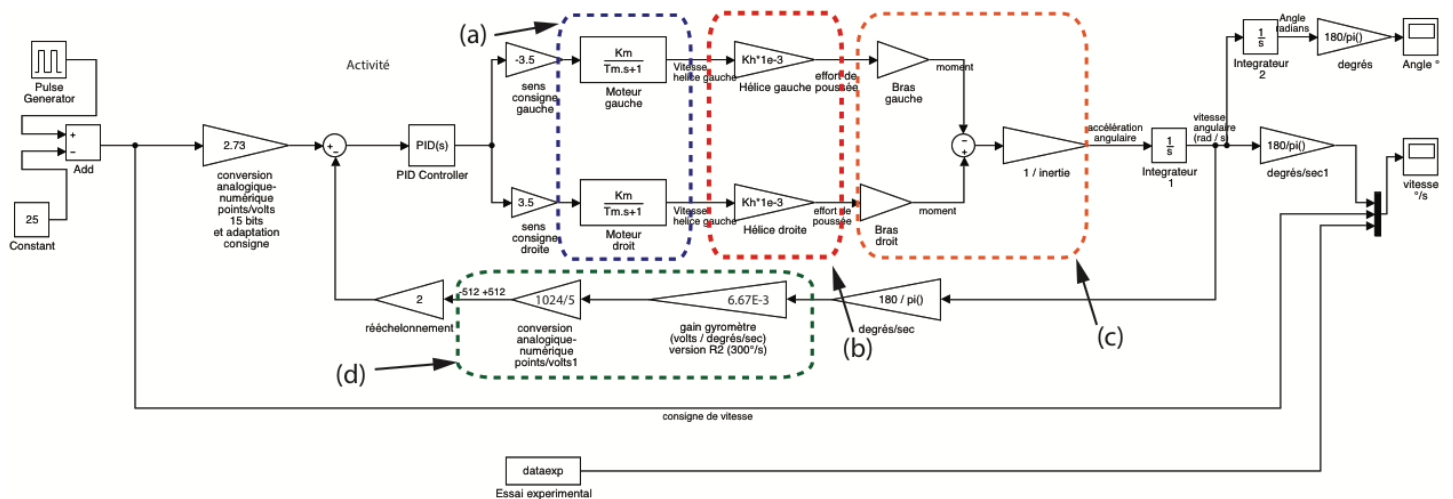 (a)
Pulse
Generator
+
−
Add
25
Constant
2.73
conversion
analogique-
numérique
points/volts
15 bits
et adaptation
consigne
Activité
+
−
PID(s)
PID Controller
-3.5
sens
consigne
gauche
Km
Tm.s+1
Moteur
gauche
Vitesse
helice gauche
Kh*1e-3
Hélice gauche
effort de
poussée
Bras
gauche
moment
3.5
sens
consigne
droite
Km
Tm.s+1
Moteur
droit
Vitesse
helice gauche
Kh*1e-3
Hélice droite
effort de
poussée
Bras
droit
moment
−
+
1 / inertie
accélération
angulaire
1
s
Integrateur
1
vitesse
angulaire
(rad / s)
1
s
Integrateur
2
Angle
radians
180/pi()
degrés
Angle °
180/pi()
degrés/sec1
vitesse
°/s
2
rééchelonnement
-512 +512
1024/5
conversion
analogique-
numérique
points/volts1
6.67E-3
gain gyromètre
(volts / degrés/sec)
version R2 (300°/s)
180 / pi()
degrés/sec
(b)
(c)
(d)
consigne de vitesse
dataexp
Essai experimental